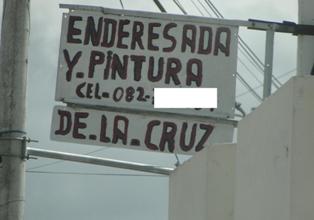 ENDERESADA
Y.PINTURA
CEL-082-
DE-LA-CRUZ